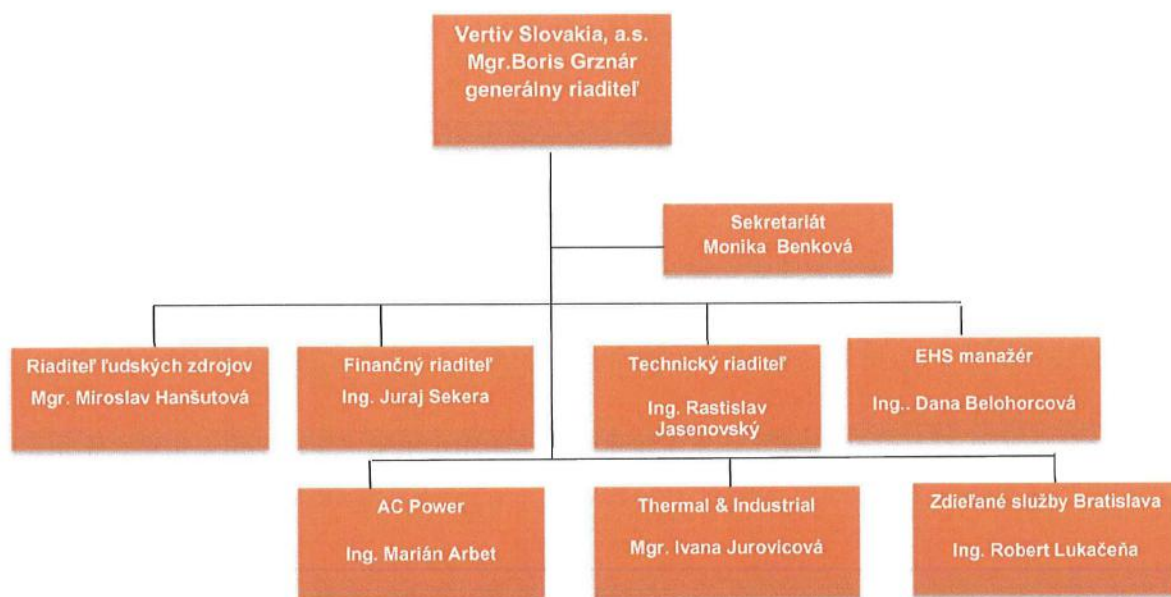 Vertiv Slovakia, a.s.
Mgr.Boris Grznár
generálny riaditeľ
Sekretariát
Monika Benková
Riaditeľ ľudských zdrojov
Mgr. Miroslav Hanšutová
Finančný riaditeľ
Ing. Juraj Sekera
Technický riaditeľ
Ing. Rastislav
Jasenovský
EHS manažér
Ing.. Dana Belohorcová
AC Power
Ing. Marián Arbet
Thermal & Industrial
Mgr. Ivana Jurovicová
Zdieľané služby Bratislava
Ing. Robert Lukačeňa